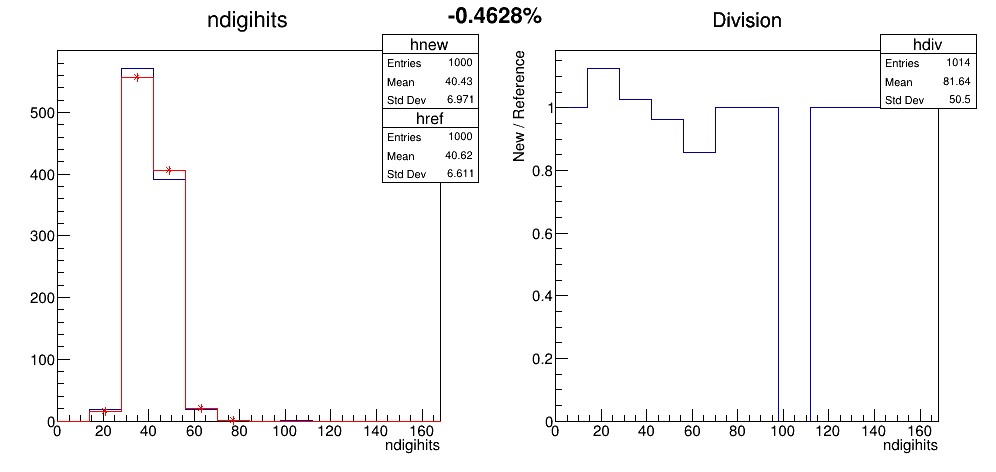 -0.4628%
ndigihits
hnew
Entries 1000
Mean 40.43
Std Dev 6.971
href
Entries 1000
Mean 40.62
Std Dev 6.611
500
400
300
200
100
0
0 20 40 60 80 100 120 140 160
ndigihits
Division
hdiv
Entries 1014
Mean 81.64
Std Dev 50.5
New / Reference
1
0.8
0.6
0.4
0.2
0
0 20 40 60 80 100 120 140 160
ndigihits